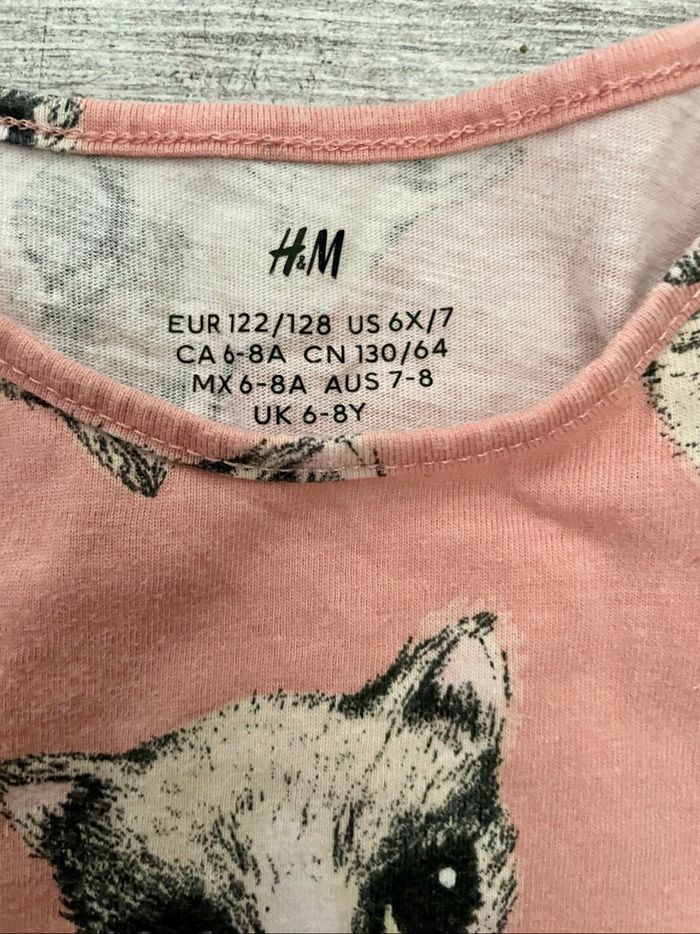 H&M
EUR 122/128 US 6X/7
CA 6-8A CN 130/64
MX 6-8A AUS 7-8
UK 6-8Y